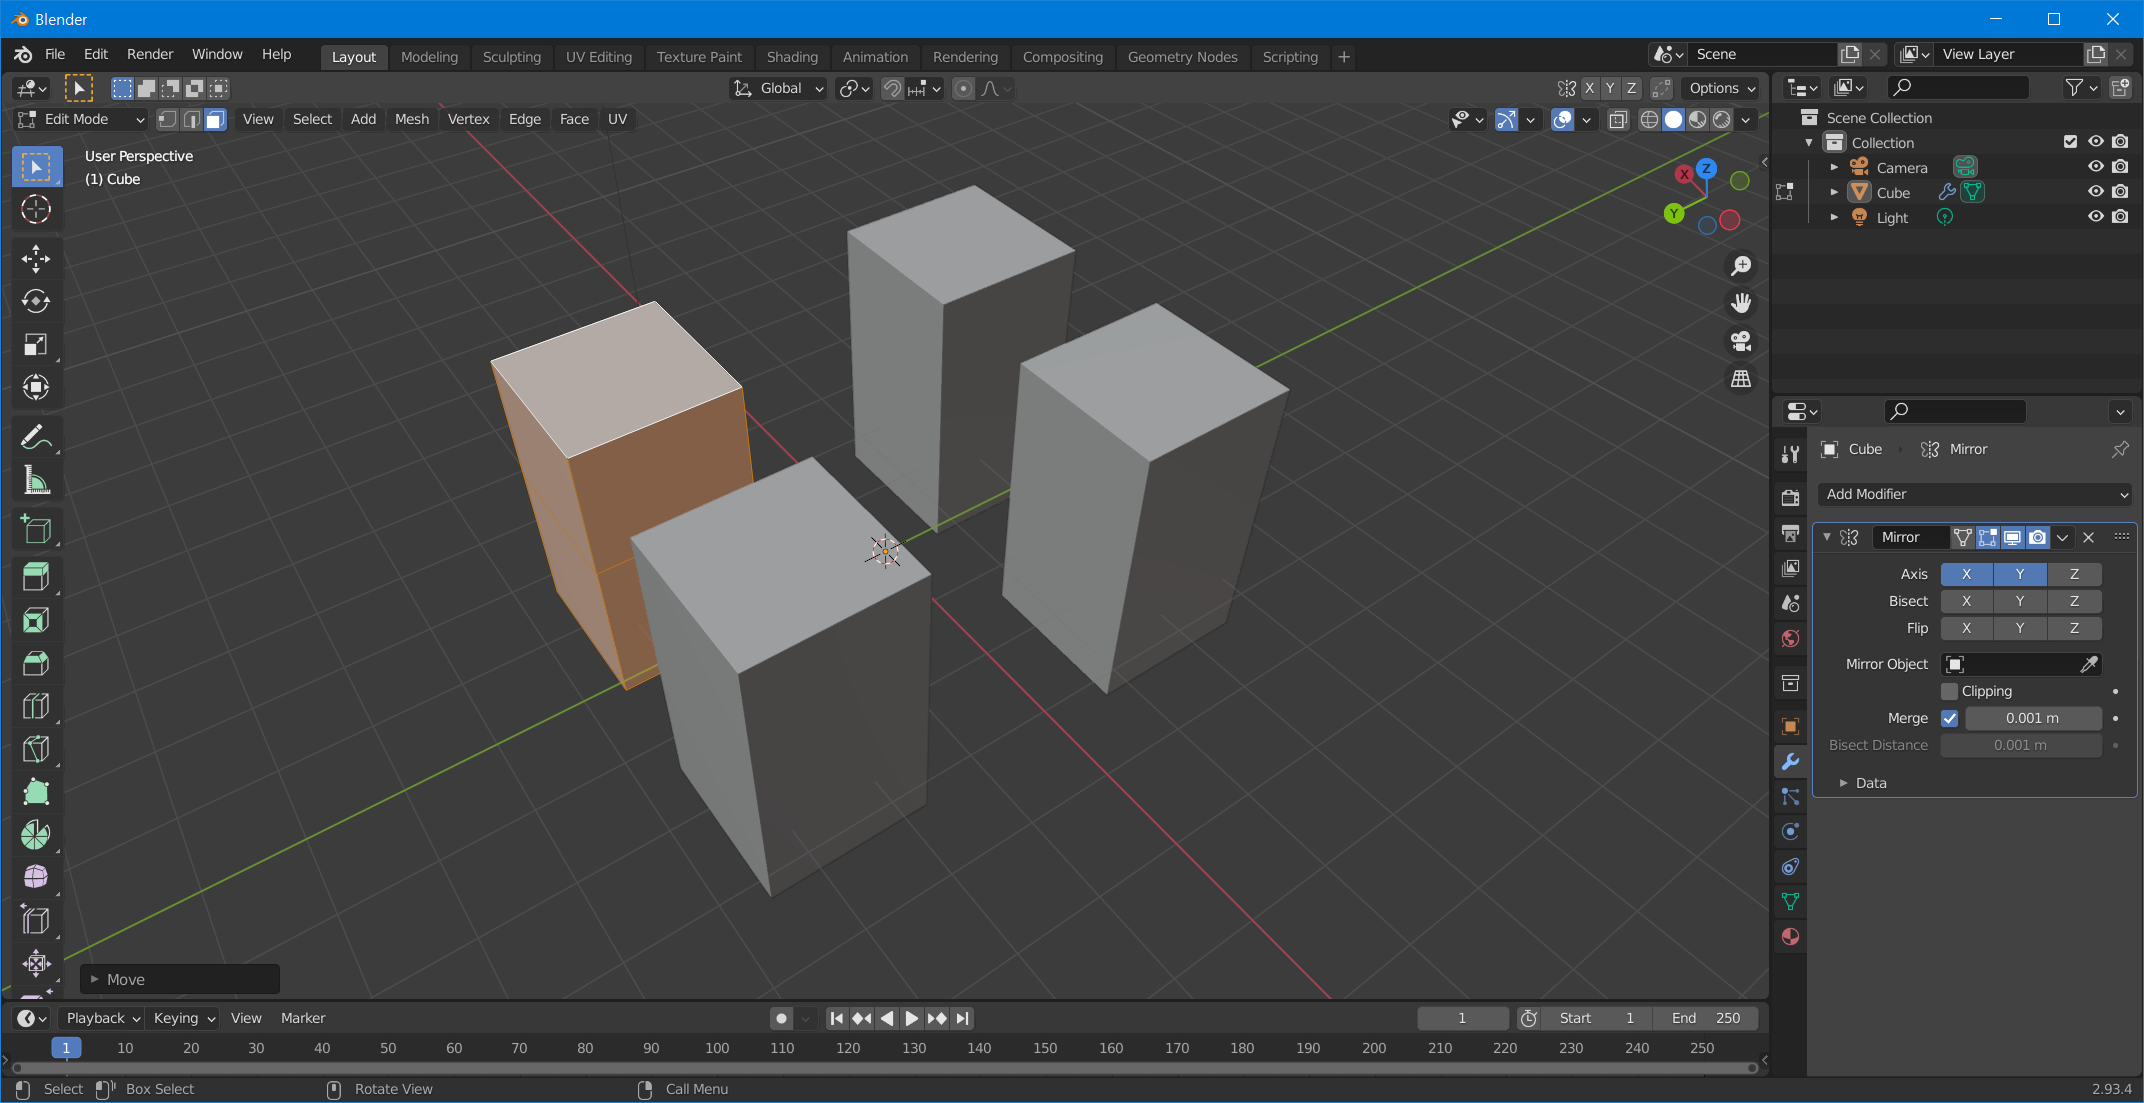 Blender
File Edit Render Window Help Layout Modeling Sculpting UV Editing Texture Paint Shading Animation Rendering Compositing Geometry Nodes Scripting + Scene View Layer
Global X Y Z Options
Edit Mode View Select Add Mesh Vertex Edge Face UV
User Perspective
(1) Cube
X Z Y
Scene Collection
Collection
Camera
Cube
Light
Cube Mirror
Add Modifier
Mirror
Axis X Y Z
Bisect X Y Z
Flip X Y Z
Mirror Object
Clipping
Merge 0.001 m
Bisect Distance 0.001 m
Data
Move
Playback Keying View Marker 1 Start 1 End 250
1 10 20 30 40 50 60 70 80 90 100 110 120 130 140 150 160 170 180 190 200 210 220 230 240 250
Select Box Select Rotate View Call Menu 2.93.4